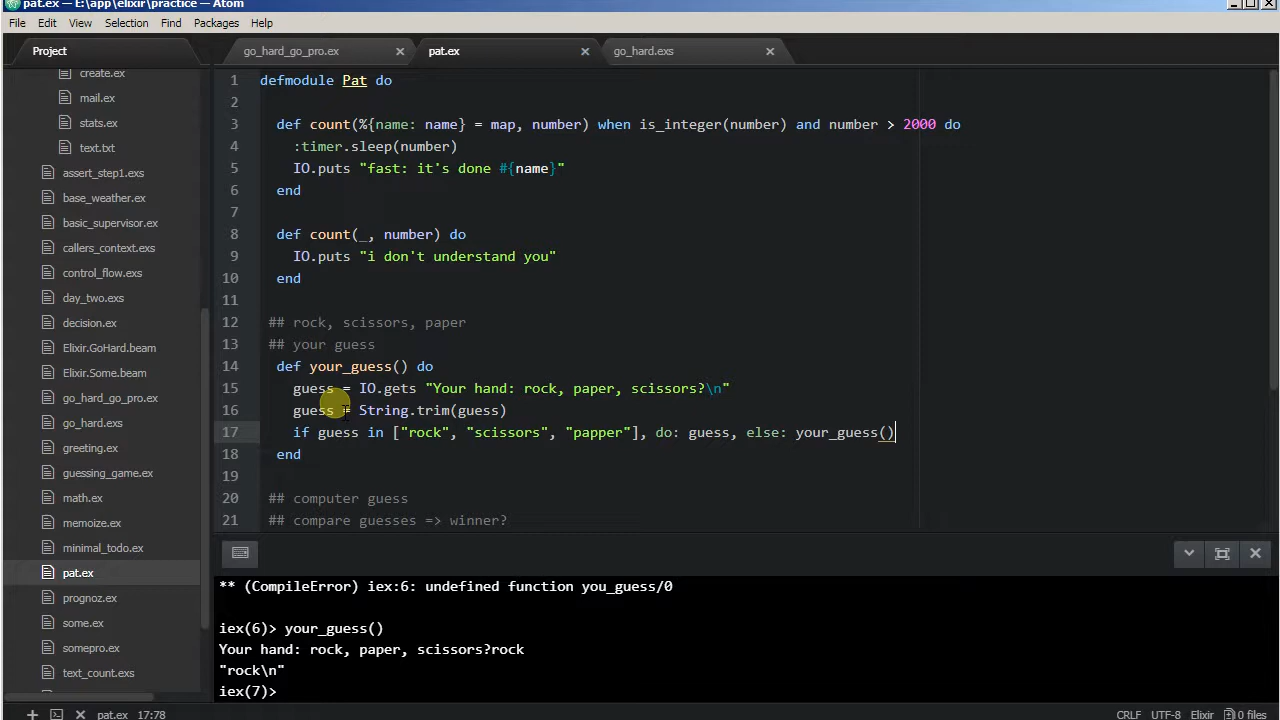 pat.ex — E:\app\elixir\practice — Atom
File Edit View Selection Find Packages Help
Project
go_hard_go_pro.ex
pat.ex
go_hard.exs
create.ex
mail.ex
stats.ex
text.txt
assert_step1.exs
base_weather.ex
basic_supervisor.ex
callers_context.exs
control_flow.exs
day_two.exs
decision.ex
Elixir.GoHard.beam
Elixir.Some.beam
go_hard_go_pro.ex
go_hard.exs
greeting.ex
guessing_game.ex
math.ex
memoize.ex
minimal_todo.ex
pat.ex
prognoz.ex
some.ex
somepro.ex
text_count.exs
1 defmodule Pat do
2
3 def count(%{name: name} = map, number) when is_integer(number) and number > 2000 do
4 :timer.sleep(number)
5 IO.puts "fast: it's done #{name}"
6 end
7
8 def count(_, number) do
9 IO.puts "i don't understand you"
10 end
11
12 ## rock, scissors, paper
13 ## your guess
14 def your_guess() do
15 guess = IO.gets "Your hand: rock, paper, scissors?\n"
16 guess = String.trim(guess)
17 if guess in ["rock", "scissors", "papper"], do: guess, else: your_guess()
18 end
19
20 ## computer guess
21 ## compare guesses => winner?
** (CompileError) iex:6: undefined function you_guess/0
iex(6)> your_guess()
Your hand: rock, paper, scissors?rock
"rock\n"
iex(7)>
pat.ex 17:78
CRLF UTF-8 Elixir 0 files